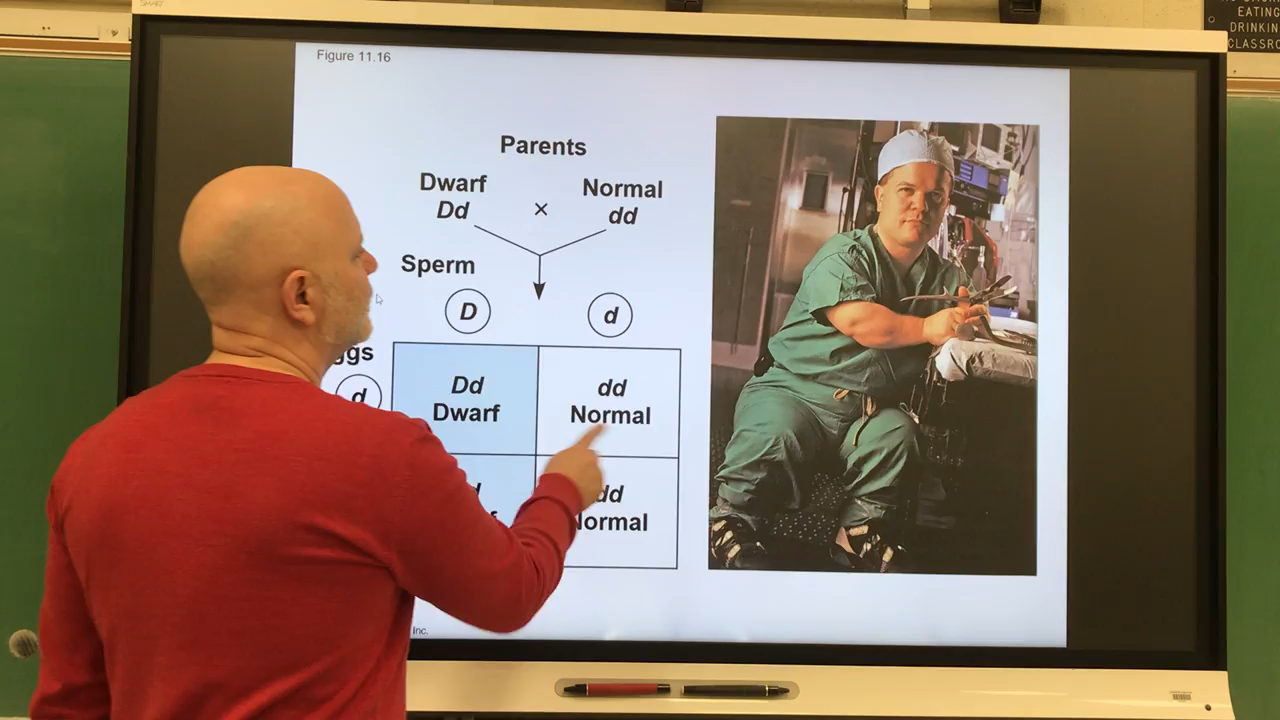 SMART
EATING
DRINKIN
CLASSRO
Figure 11.16
Parents
Dwarf
Dd
×
Normal
dd
Sperm
D
d
ggs
d
Dd
Dwarf
dd
Normal
dd
Normal
Inc.